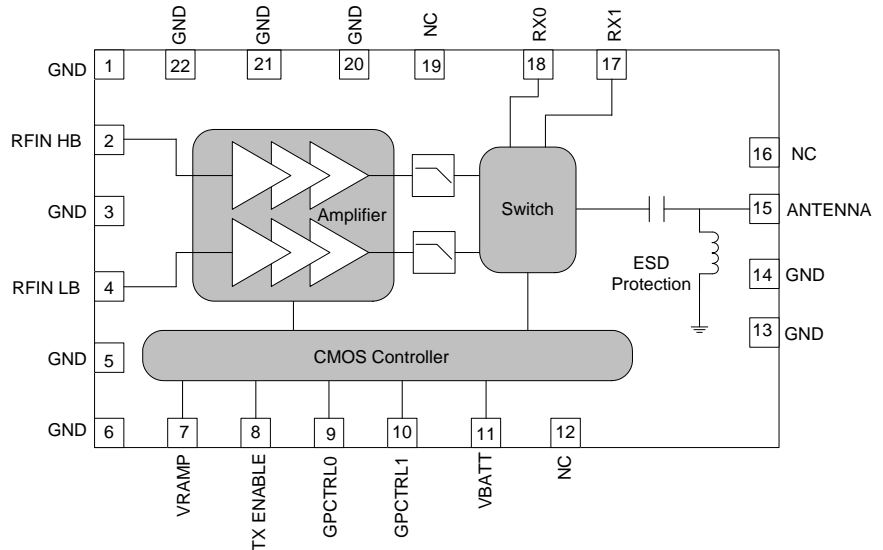 GND
GND
GND
NC
RX0
RX1
GND
1
22
21
20
19
18
17
RFIN HB
2
16
NC
GND
3
Amplifier
Switch
15
ANTENNA
RFIN LB
4
ESD
Protection
14
GND
13
GND
GND
5
CMOS Controller
GND
6
7
8
9
10
11
12
VRAMP
TX ENABLE
GPCTRL0
GPCTRL1
VBATT
NC